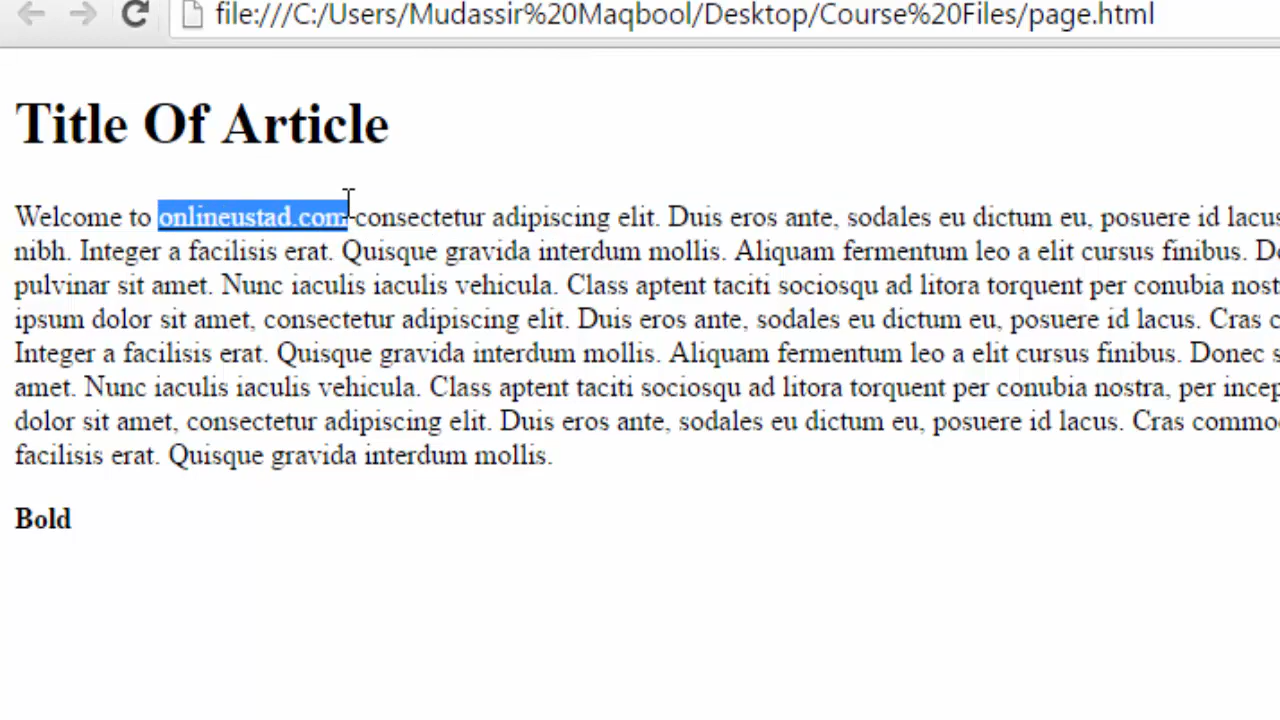 file:///C:/Users/Mudassir%20Maqbool/Desktop/Course%20Files/page.html
Title Of Article
Welcome to onlineustad.com consectetur adipiscing elit. Duis eros ante, sodales eu dictum eu, posuere id lacus
nibh. Integer a facilisis erat. Quisque gravida interdum mollis. Aliquam fermentum leo a elit cursus finibus.
pulvinar sit amet. Nunc iaculis iaculis vehicula. Class aptent taciti sociosqu ad litora torquent per conubia
ipsum dolor sit amet, consectetur adipiscing elit. Duis eros ante, sodales eu dictum eu, posuere id lacus. Cras
Integer a facilisis erat. Quisque gravida interdum mollis. Aliquam fermentum leo a elit cursus finibus. Donec
amet. Nunc iaculis iaculis vehicula. Class aptent taciti sociosqu ad litora torquent per conubia nostra, per
dolor sit amet, consectetur adipiscing elit. Duis eros ante, sodales eu dictum eu, posuere id lacus. Cras
facilisis erat. Quisque gravida interdum mollis.
Bold